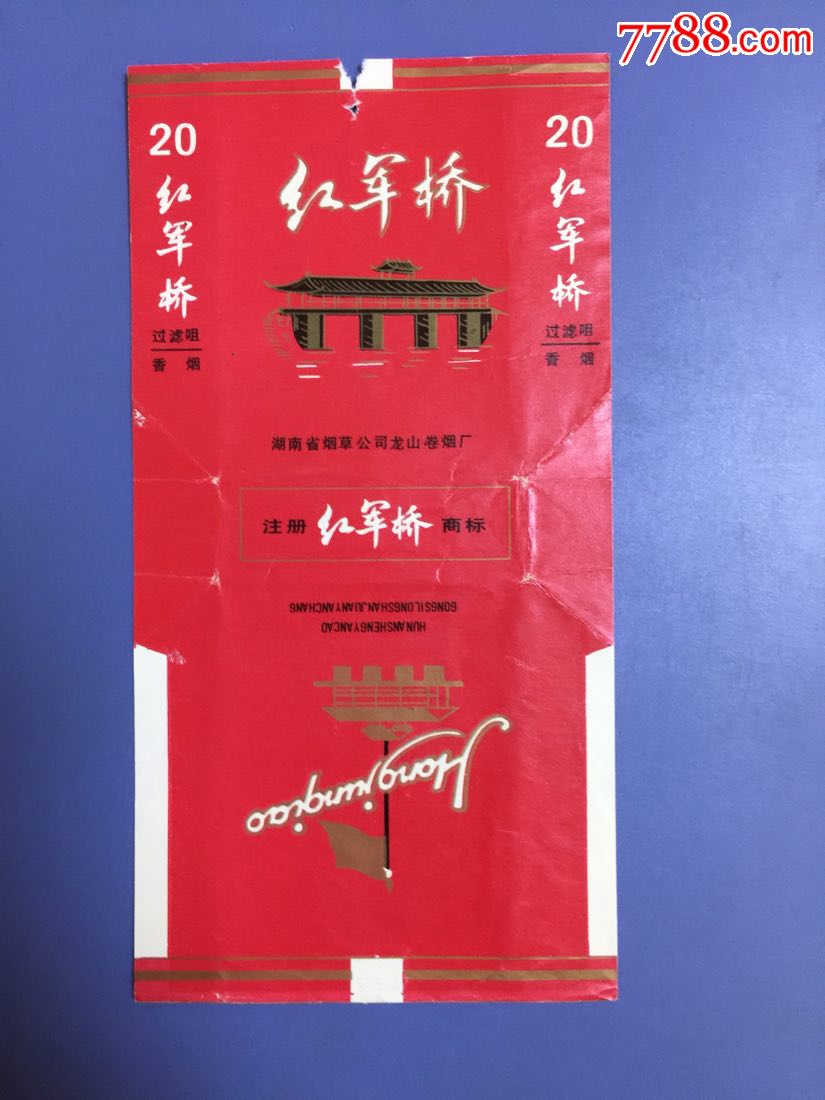 7788.com
20
红军桥
过滤咀
香烟
红军桥
20
红军桥
过滤咀
香烟
湖南省烟草公司龙山卷烟厂
注册 红军桥 商标
HUNANSHENGYANCAO
GONGSILONGSHANJUANYANCHANG
Hongjunqiao